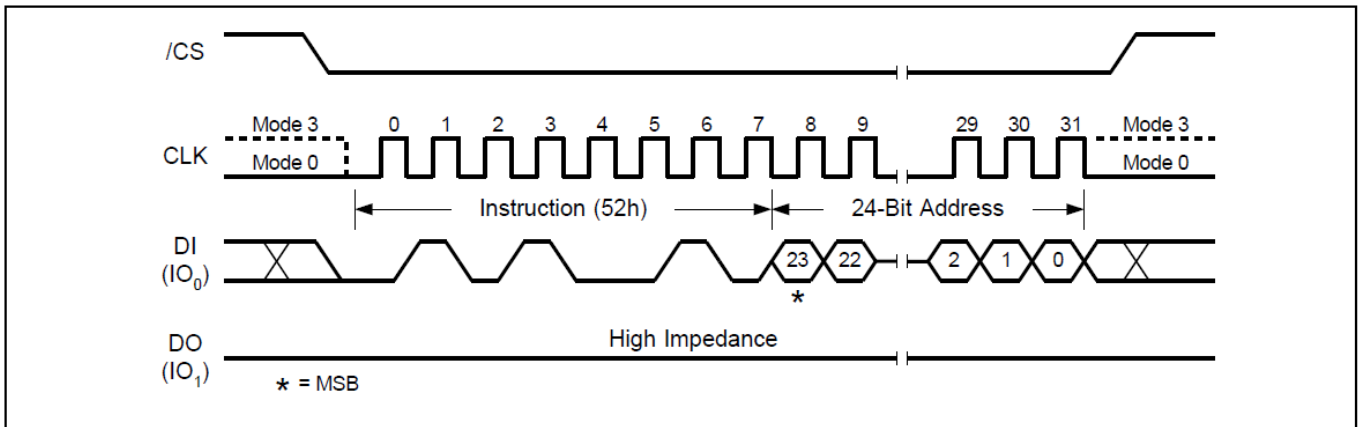 /CS
Mode 3 0 1 2 3 4 5 6 7 8 9 29 30 31 Mode 3
CLK
Mode 0 Mode 0
Instruction (52h) 24-Bit Address
DI
(IO0)
23 22 2 1 0
*
High Impedance
DO
(IO1)
* = MSB